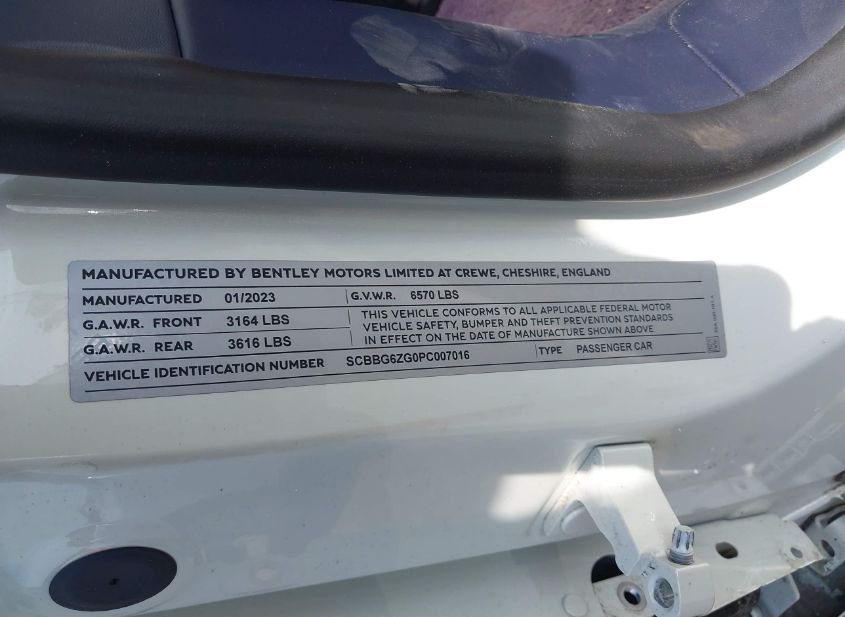 MANUFACTURED BY BENTLEY MOTORS LIMITED AT CREWE, CHESHIRE, ENGLAND
MANUFACTURED 01/2023 G.V.W.R. 6570 LBS
G.A.W.R. FRONT 3164 LBS
G.A.W.R. REAR 3616 LBS
THIS VEHICLE CONFORMS TO ALL APPLICABLE FEDERAL MOTOR
VEHICLE SAFETY, BUMPER AND THEFT PREVENTION STANDARDS
IN EFFECT ON THE DATE OF MANUFACTURE SHOWN ABOVE
VEHICLE IDENTIFICATION NUMBER SCBBG6ZG0PC007016 TYPE PASSENGER CAR